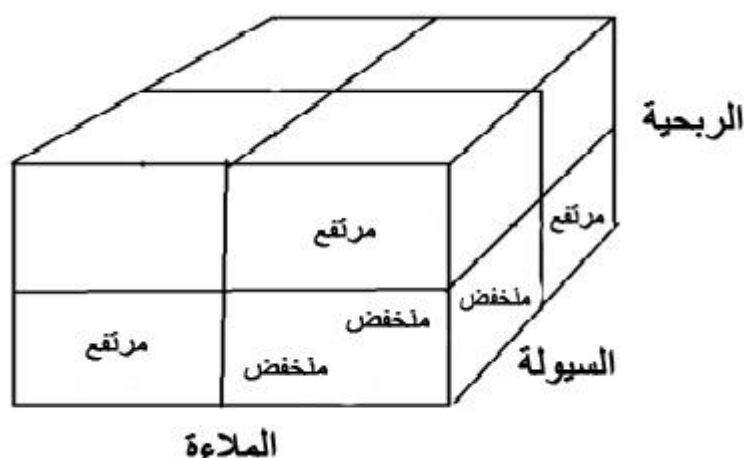 الربحية
مرتفع
مرتفع
منخفض
منخفض
مرتفع
منخفض
السيولة
الملاءة